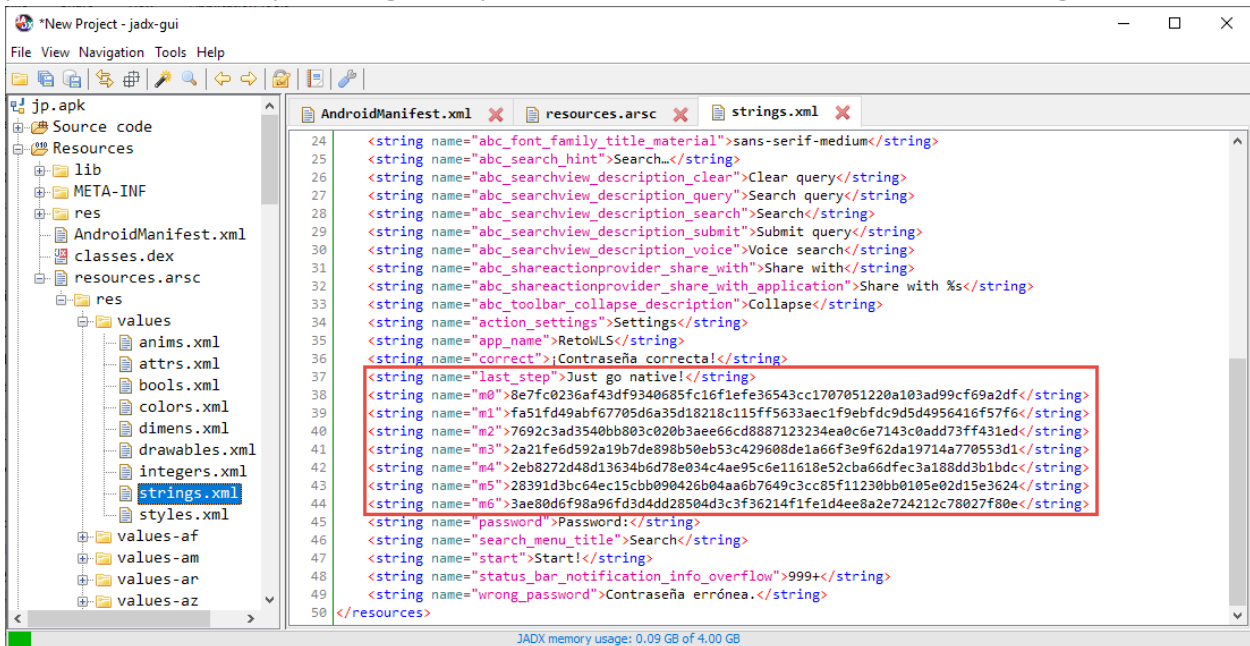 *New Project - jadx-gui
File View Navigation Tools Help
jp.apk
Source code
Resources
lib
META-INF
res
AndroidManifest.xml
classes.dex
resources.arsc
res
values
anims.xml
attrs.xml
bools.xml
colors.xml
dimens.xml
drawables.xml
integers.xml
strings.xml
styles.xml
values-af
values-am
values-ar
values-az
AndroidManifest.xml resources.arsc strings.xml
24 <string name="abc_font_family_title_material">sans-serif-medium</string>
25 <string name="abc_search_hint">Search…</string>
26 <string name="abc_searchview_description_clear">Clear query</string>
27 <string name="abc_searchview_description_query">Search query</string>
28 <string name="abc_searchview_description_search">Search</string>
29 <string name="abc_searchview_description_submit">Submit query</string>
30 <string name="abc_searchview_description_voice">Voice search</string>
31 <string name="abc_shareactionprovider_share_with">Share with</string>
32 <string name="abc_shareactionprovider_share_with_application">Share with %s</string>
33 <string name="abc_toolbar_collapse_description">Collapse</string>
34 <string name="action_settings">Settings</string>
35 <string name="app_name">RetoWLS</string>
36 <string name="correct">¡Contraseña correcta!</string>
37 <string name="last_step">Just go native!</string>
38 <string name="m0">8e7fc0236af43df9340685fc16f1efe36543cc1707051220a103ad99cf69a2df</string>
39 <string name="m1">fa51fd49abf67705d6a35d18218c115ff5633aec1f9ebfdc9d5d4956416f57f6</string>
40 <string name="m2">7692c3ad3540bb803c020b3aee66cd8887123234ea0c6e7143c0add73ff431ed</string>
41 <string name="m3">2a21fe6d592a19b7de898b50eb53c429608de1a66f3e9f62da19714a770553d1</string>
42 <string name="m4">2eb8272d48d13634b6d78e034c4ae95c6e11618e52cba66dfec3a188dd3b1bdc</string>
43 <string name="m5">28391d3bc64ec15cbb090426b04aa6b7649c3cc85f11230bb0105e02d15e3624</string>
44 <string name="m6">3ae80d6f98a96fd3d4dd28504d3c3f36214f1fe1d4ee8a2e724212c78027f80e</string>
45 <string name="password">Password:</string>
46 <string name="search_menu_title">Search</string>
47 <string name="start">Start!</string>
48 <string name="status_bar_notification_info_overflow">999+</string>
49 <string name="wrong_password">Contraseña errónea.</string>
50 </resources>
JADX memory usage: 0.09 GB of 4.00 GB